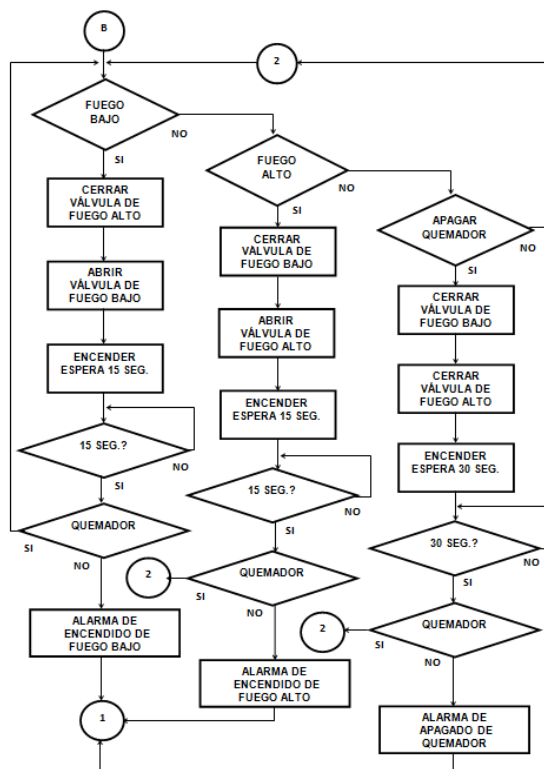 B
2
FUEGO
BAJO
NO
SI
CERRAR
VÁLVULA DE
FUEGO ALTO
ABRIR
VÁLVULA DE
FUEGO BAJO
ENCENDER
ESPERA 15 SEG.
15 SEG.?
NO
SI
QUEMADOR
SI
NO
ALARMA DE
ENCENDIDO DE
FUEGO BAJO
1
FUEGO
ALTO
NO
SI
CERRAR
VÁLVULA DE
FUEGO BAJO
ABRIR
VÁLVULA DE
FUEGO ALTO
ENCENDER
ESPERA 15 SEG.
15 SEG.?
NO
SI
QUEMADOR
2
SI
NO
ALARMA DE
ENCENDIDO DE
FUEGO ALTO
APAGAR
QUEMADOR
NO
SI
CERRAR
VÁLVULA DE
FUEGO BAJO
CERRAR
VÁLVULA DE
FUEGO ALTO
ENCENDER
ESPERA 30 SEG.
30 SEG.?
NO
SI
QUEMADOR
2
SI
NO
ALARMA DE
APAGADO DE
QUEMADOR